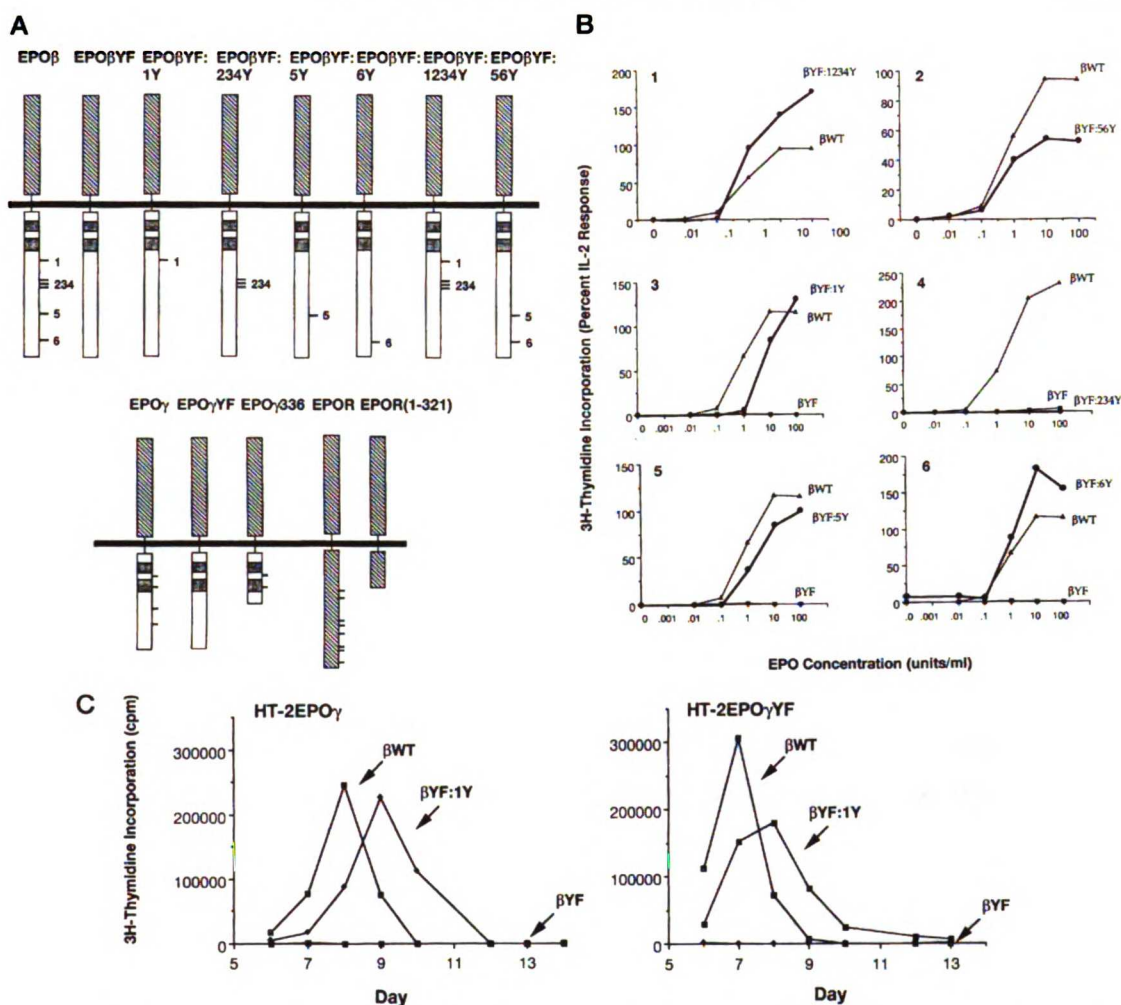 A
EPOβ EPOβYF EPOβYF: EPOβYF: EPOβYF: EPOβYF: EPOβYF: EPOβYF:
1Y 234Y 5Y 6Y 1234Y 56Y
1 1 1
234 234 234
5 5 5
6 6 6
EPOγ EPOγYF EPOγ336 EPOR EPOR(1-321)
B
3H-Thymidine Incorporation (Percent IL-2 Response)
1
200
150
100
50
0
0 .01 .1 1 10 100
βYF:1234Y
βWT
2
100
80
60
40
20
0
0 .01 .1 1 10 100
βWT
βYF:56Y
3
150
100
50
0
0 .001 .01 .1 1 10 100
βYF:1Y
βWT
βYF
4
250
200
150
100
50
0
0 .01 .1 1 10 100
βWT
YF βYF:234Y
5
150
100
50
0
0 .001 .01 .1 1 10 100
βWT
βYF:5Y
βYF
6
200
175
150
125
100
75
50
25
0
0 .001 .01 .1 1 10 100
βYF:6Y
βWT
βYF
EPO Concentration (units/ml)
C
3H-Thymidine Incorporation (cpm)
HT-2EPOγ
300000
200000
100000
0
5 7 9 11 13
Day
βWT
βYF:1Y
βYF
HT-2EPOγYF
300000
200000
100000
0
5 7 9 11 13
Day
βWT
βYF:1Y
βYF